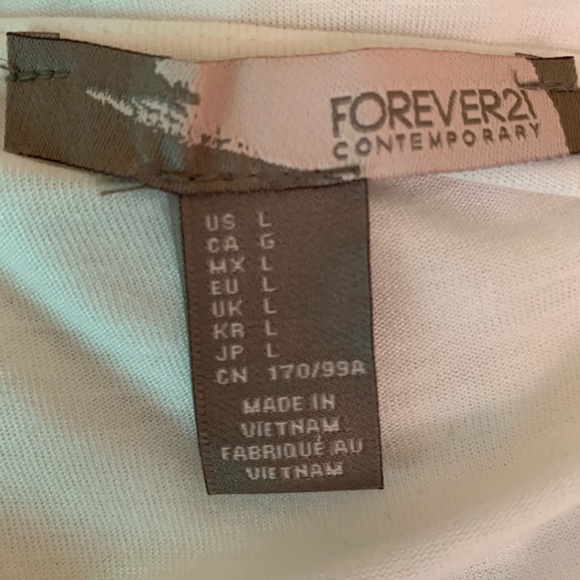 FOREVER21
CONTEMPORARY
US L
CA G
MX L
EU L
UK L
KR L
JP L
CN 170/99A
MADE IN
VIETNAM
FABRIQUÉ AU
VIETNAM